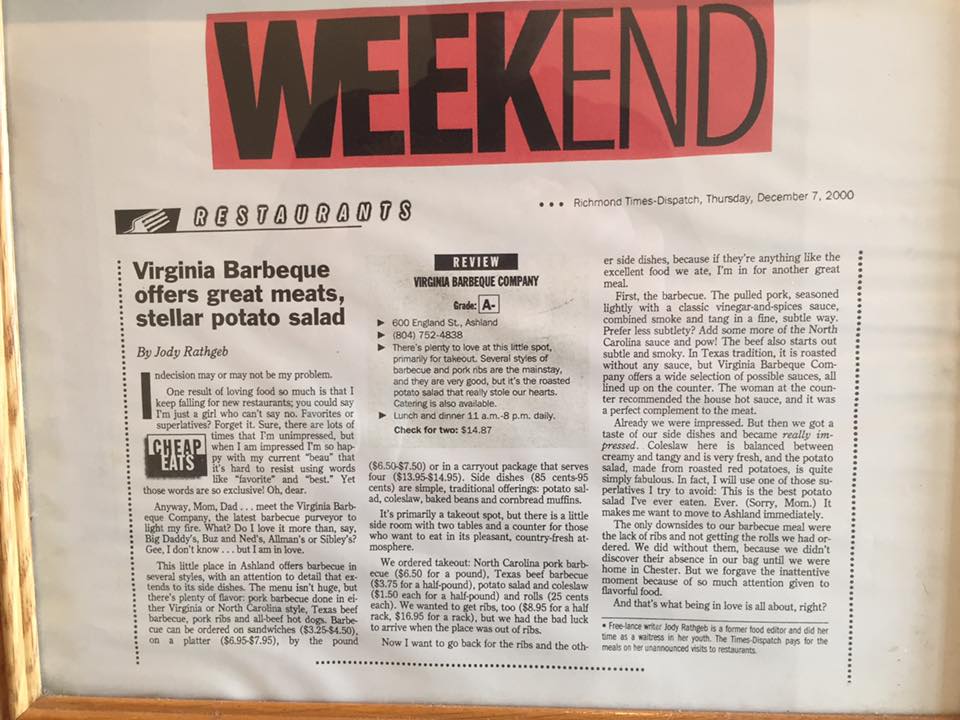 WEEKEND
RESTAURANTS
••• Richmond Times-Dispatch, Thursday, December 7, 2000
Virginia Barbeque
offers great meats,
stellar potato salad
By Jody Rathgeb
Indecision may or may not be my problem.
One result of loving food so much is that I
keep falling for new restaurants; you could say
I'm just a girl who can't say no. Favorites or
superlatives? Forget it. Sure, there are lots of
CHEAP
EATS
times that I'm unimpressed, but
when I am impressed I'm so hap-
py with my current "beau" that
it's hard to resist using words
like "favorite" and "best." Yet
those words are so exclusive! Oh, dear.
Anyway, Mom, Dad . . . meet the Virginia Barb-
eque Company, the latest barbecue purveyor to
light my fire. What? Do I love it more than, say,
Big Daddy's, Buz and Ned's, Allman's or Sibley's?
Gee, I don't know . . . but I am in love.
This little place in Ashland offers barbecue in
several styles, with an attention to detail that ex-
tends to its side dishes. The menu isn't huge, but
there's plenty of flavor: pork barbecue done in ei-
ther Virginia or North Carolina style, Texas beef
barbecue, pork ribs and all-beef hot dogs. Barbe-
cue can be ordered on sandwiches ($3.25-$4.50),
on a platter ($6.95-$7.95), by the pound
REVIEW
VIRGINIA BARBEQUE COMPANY
Grade: A-
► 600 England St., Ashland
► (804) 752-4838
► There's plenty to love at this little spot,
primarily for takeout. Several styles of
barbecue and pork ribs are the mainstay,
and they are very good, but it's the roasted
potato salad that really stole our hearts.
Catering is also available.
► Lunch and dinner 11 a.m.-8 p.m. daily.
Check for two: $14.87
($6.50-$7.50) or in a carryout package that serves
four ($13.95-$14.95). Side dishes (85 cents-95
cents) are simple, traditional offerings: potato sal-
ad, coleslaw, baked beans and cornbread muffins.
It's primarily a takeout spot, but there is a little
side room with two tables and a counter for those
who want to eat in its pleasant, country-fresh at-
mosphere.
We ordered takeout: North Carolina pork barb-
ecue ($6.50 for a pound), Texas beef barbecue
($3.75 for a half-pound), potato salad and coleslaw
($1.50 each for a half-pound) and rolls (25 cents
each). We wanted to get ribs, too ($8.95 for a half
rack, $16.95 for a rack), but we had the bad luck
to arrive when the place was out of ribs.
Now I want to go back for the ribs and the oth-
er side dishes, because if they're anything like the
excellent food we ate, I'm in for another great
meal.
First, the barbecue. The pulled pork, seasoned
lightly with a classic vinegar-and-spices sauce,
combined smoke and tang in a fine, subtle way.
Prefer less subtlety? Add some more of the North
Carolina sauce and pow! The beef also starts out
subtle and smoky. In Texas tradition, it is roasted
without any sauce, but Virginia Barbeque Com-
pany offers a wide selection of possible sauces, all
lined up on the counter. The woman at the coun-
ter recommended the house hot sauce, and it was
a perfect complement to the meat.
Already we were impressed. But then we got a
taste of our side dishes and became really im-
pressed. Coleslaw here is balanced between
creamy and tangy and is very fresh, and the potato
salad, made from roasted red potatoes, is quite
simply fabulous. In fact, I will use one of those su-
perlatives I try to avoid: This is the best potato
salad I've ever eaten. Ever. (Sorry, Mom.) It
makes me want to move to Ashland immediately.
The only downsides to our barbecue meal were
the lack of ribs and not getting the rolls we had or-
dered. We did without them, because we didn't
discover their absence in our bag until we were
home in Chester. But we forgave the inattentive
moment because of so much attention given to
flavorful food.
And that's what being in love is all about, right?
• Free-lance writer Jody Rathgeb is a former food editor and did her
time as a waitress in her youth. The Times-Dispatch pays for the
meals on her unannounced visits to restaurants.